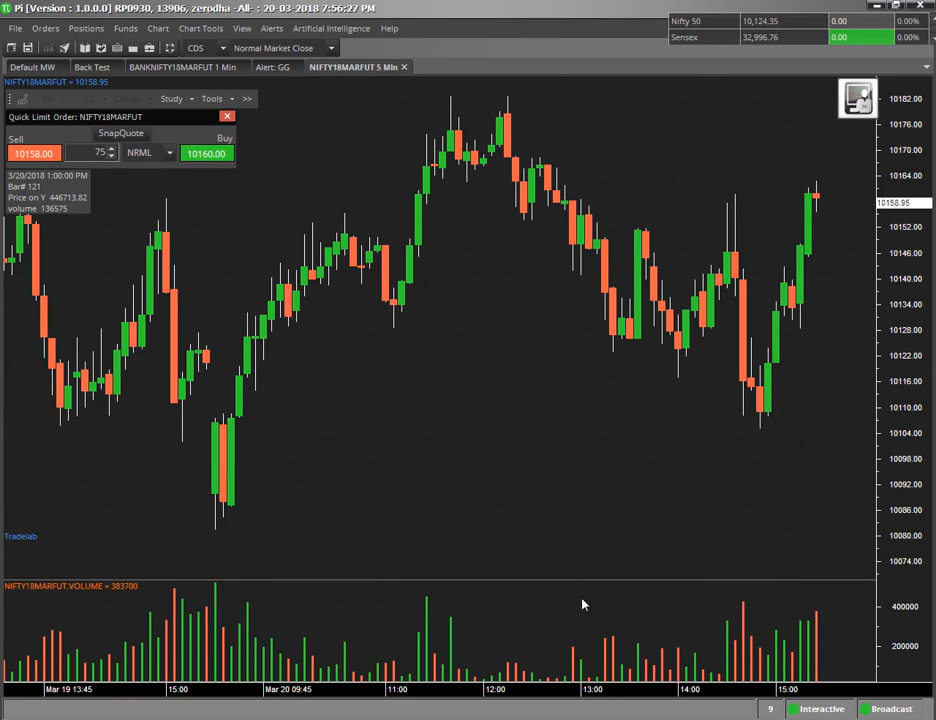 Pi [Version : 1.0.0.0] RP0930, 13906, zerodha -All- : 20-03-2018 7:56:27 PM
File Orders Positions Funds Chart Chart Tools View Alerts Artificial Intelligence Help
Nifty 50 10,124.35 0.00 0.00%
Sensex 32,996.76 0.00 0.00%
CDS Normal Market Close
Default MW Back Test BANKNIFTY18MARFUT 1 Min Alert: GG NIFTY18MARFUT 5 Min
NIFTY18MARFUT = 10158.95
Study Tools >>
Quick Limit Order: NIFTY18MARFUT
SnapQuote
Sell Buy
10158.00 75 NRML 10160.00
3/20/2018 1:00:00 PM
Bar# 121
Price on Y 446713.82
volume 136575
10182.00
10176.00
10170.00
10164.00
10158.95
10152.00
10146.00
10140.00
10134.00
10128.00
10122.00
10116.00
10110.00
10104.00
10098.00
10092.00
10086.00
10080.00
10074.00
Tradelab
NIFTY18MARFUT.VOLUME = 383700
400000
200000
Mar 19 13:45 15:00 Mar 20 09:45 11:00 12:00 13:00 14:00 15:00
9 Interactive Broadcast